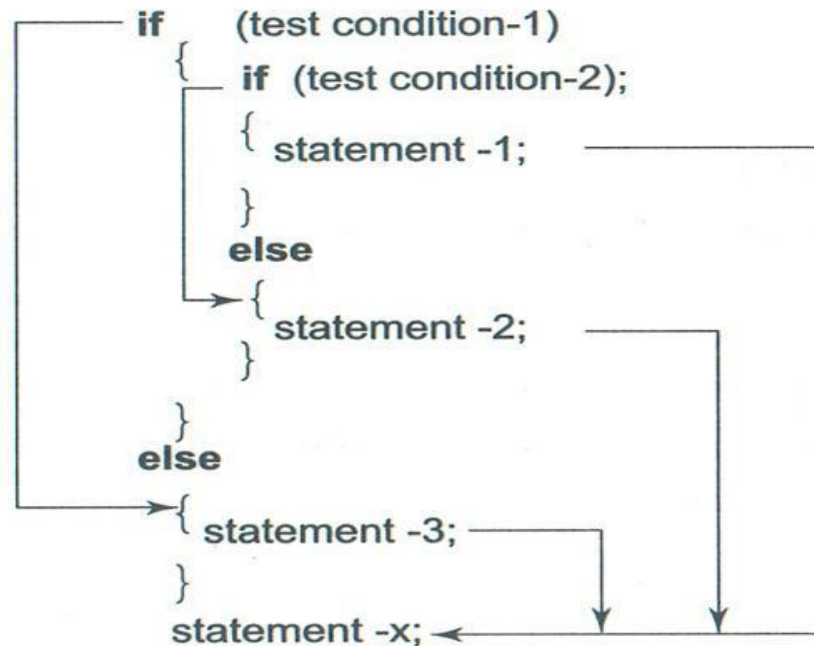 if (test condition-1)
{
if (test condition-2);
{
statement -1;
}
else
{
statement -2;
}
}
else
{
statement -3;
}
statement -x;